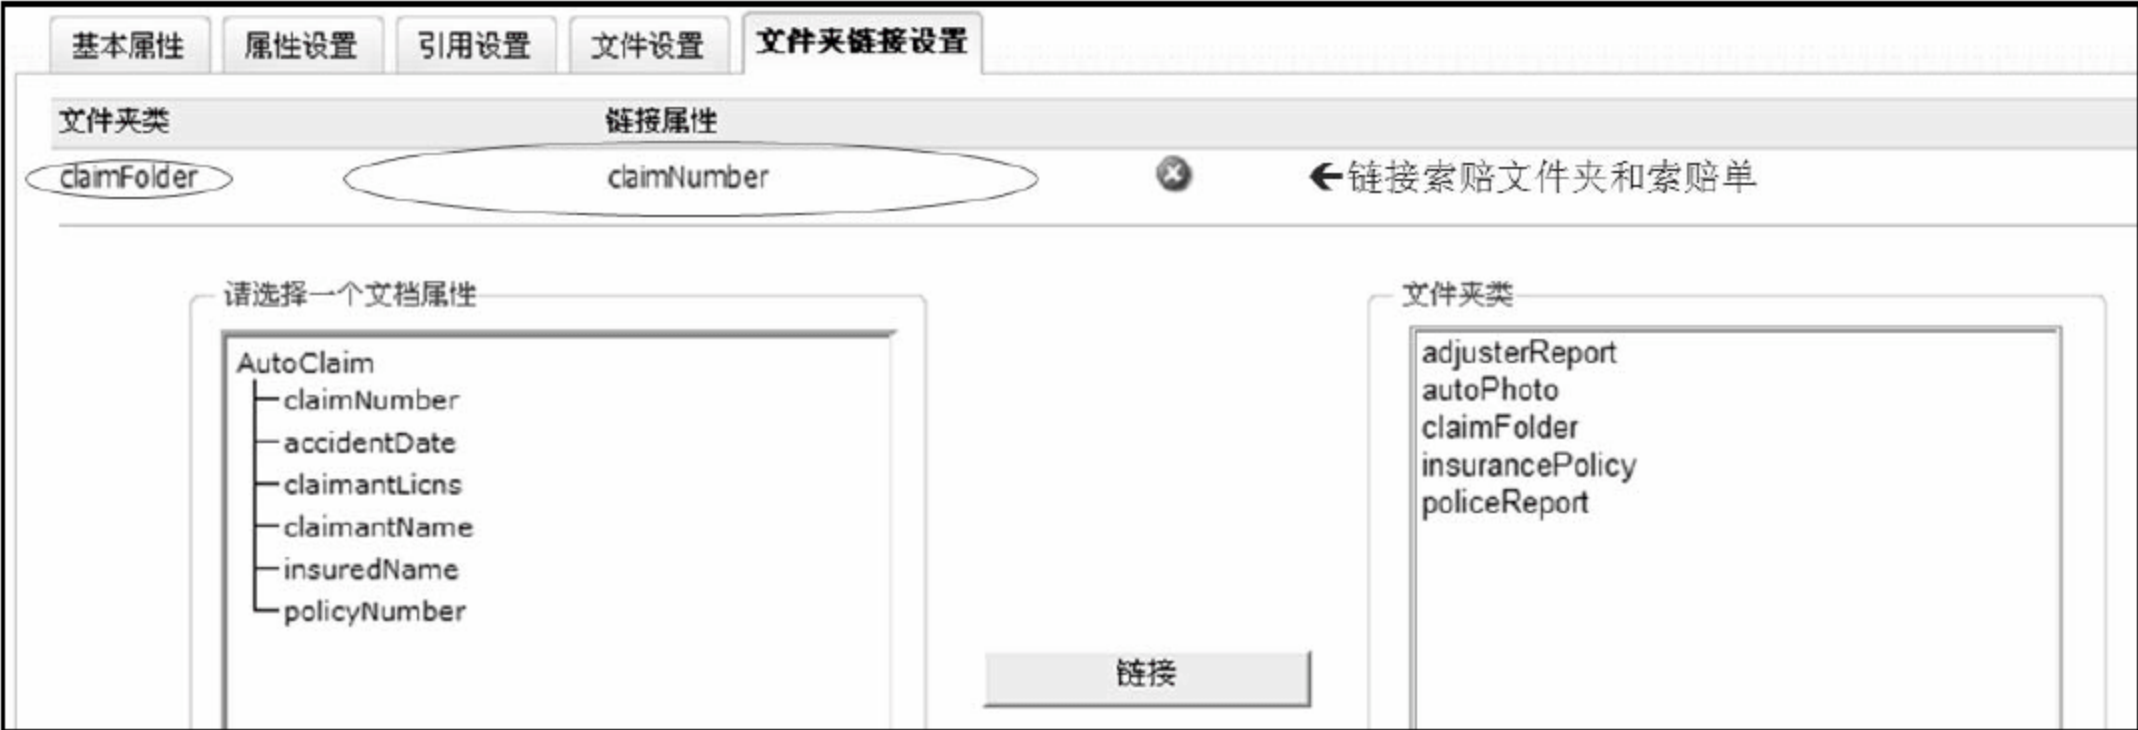 基本属性 属性设置 引用设置 文件设置 文件夹链接设置
文件夹类 链接属性
claimFolder claimNumber ←链接索赔文件夹和索赔单
请选择一个文档属性
AutoClaim
claimNumber
accidentDate
claimantLicns
claimantName
insuredName
policyNumber
链接
文件夹类
adjusterReport
autoPhoto
claimFolder
insurancePolicy
policeReport